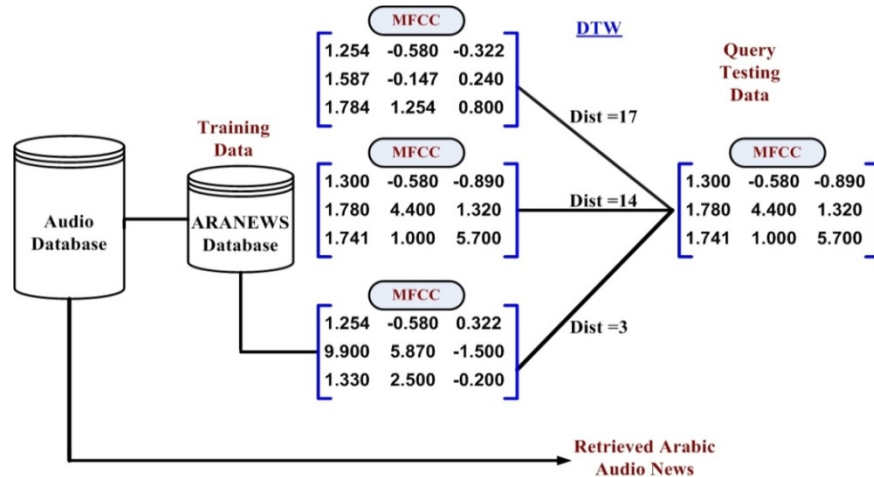 MFCC
1.254 -0.580 -0.322
1.587 -0.147 0.240
1.784 1.254 0.800
DTW
Query
Testing
Data
Dist =17
Training
Data
Audio
Database
ARANEWS
Database
MFCC
1.300 -0.580 -0.890
1.780 4.400 1.320
1.741 1.000 5.700
Dist =14
MFCC
1.300 -0.580 -0.890
1.780 4.400 1.320
1.741 1.000 5.700
MFCC
1.254 -0.580 0.322
9.900 5.870 -1.500
1.330 2.500 -0.200
Dist =3
Retrieved Arabic
Audio News